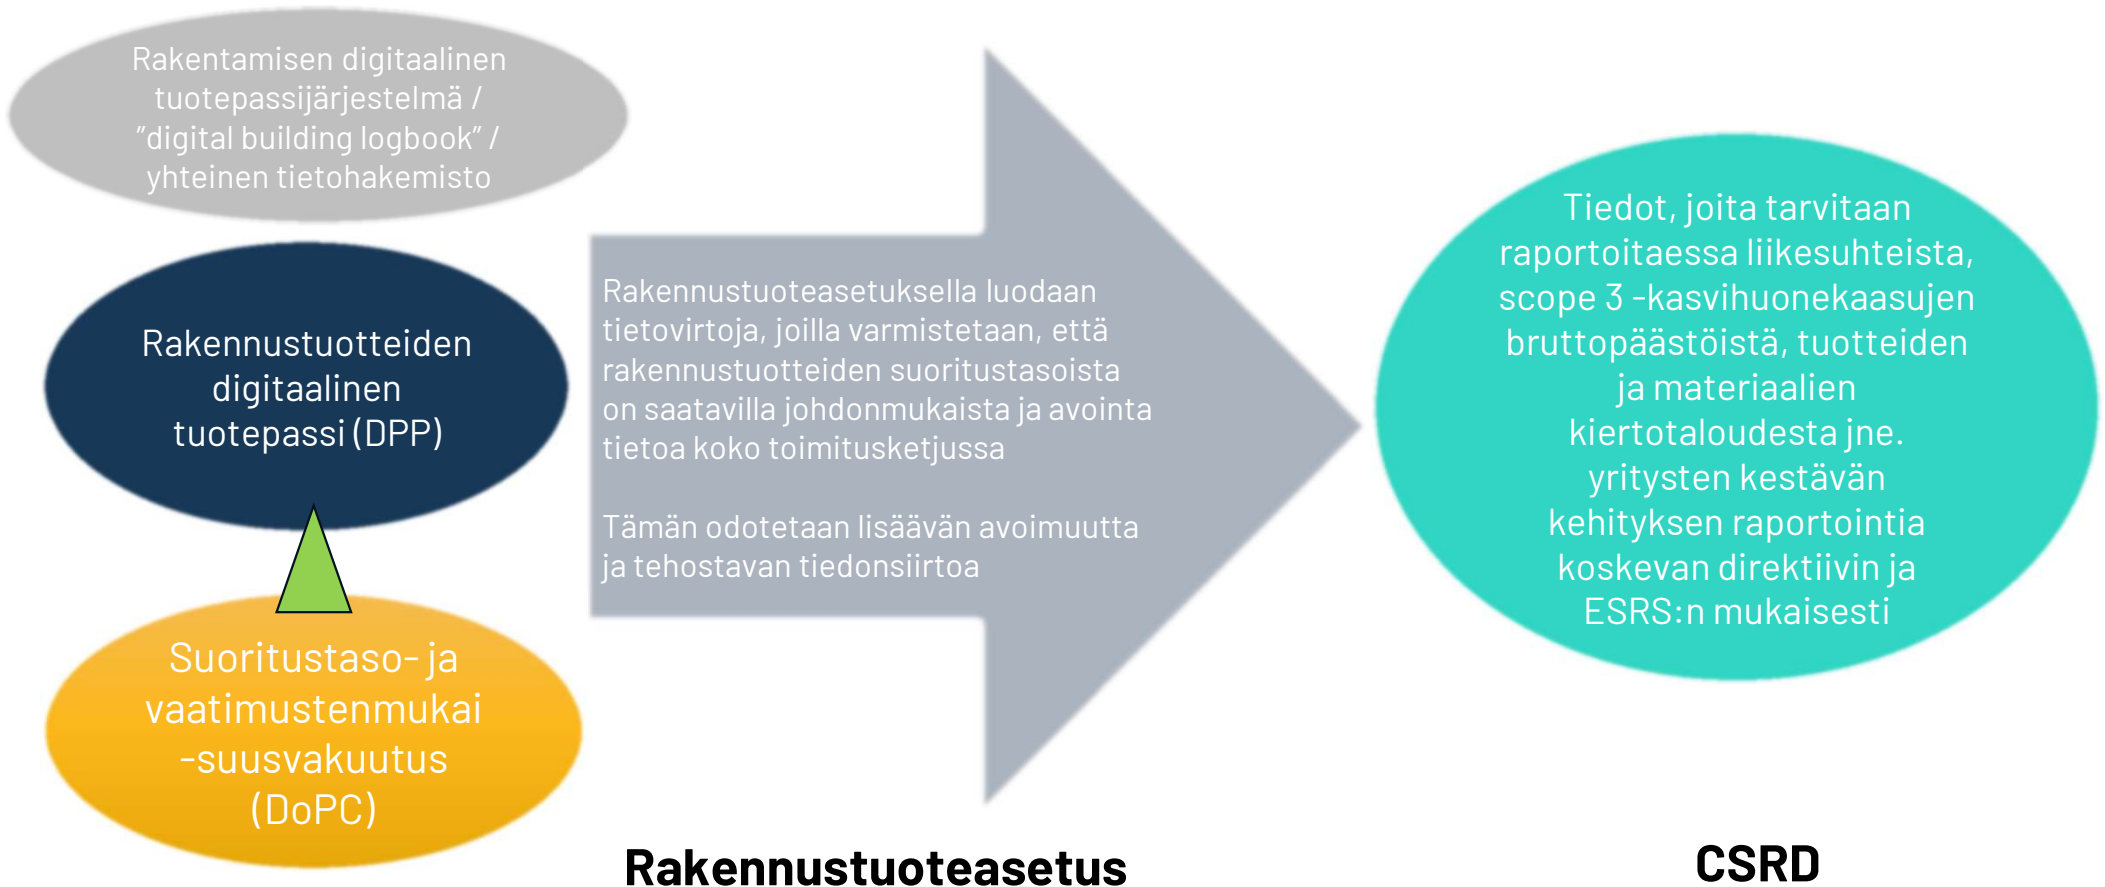 Rakentamisen digitaalinen
tuotepassijärjestelmä /
”digital building logbook” /
yhteinen tietohakemisto
Rakennustuotteiden
digitaalinen
tuotepassi (DPP)
Suoritustaso- ja
vaatimustenmukai
-suusvakuutus
(DoPC)
Rakennustuoteasetuksella luodaan
tietovirtoja, joilla varmistetaan, että
rakennustuotteiden suoritustasoista
on saatavilla johdonmukaista ja avointa
tietoa koko toimitusketjussa
Tämän odotetaan lisäävän avoimuutta
ja tehostavan tiedonsiirtoa
Rakennustuoteasetus
Tiedot, joita tarvitaan
raportoitaessa liikesuhteista,
scope 3 -kasvihuonekaasujen
bruttopäästöistä, tuotteiden
ja materiaalien
kiertotaloudesta jne.
yritysten kestävän
kehityksen raportointia
koskevan direktiivin ja
ESRS:n mukaisesti
CSRD